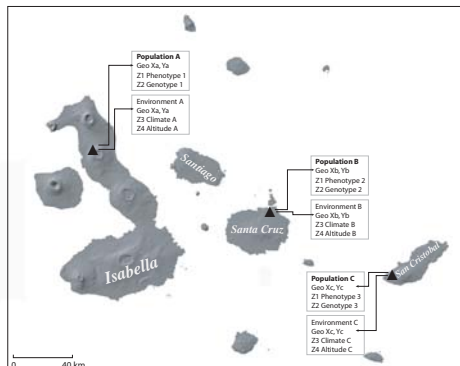 Population A
Geo Xa, Ya
Z1 Phenotype 1
Z2 Genotype 1
Environment A
Geo Xa, Ya
Z3 Climate A
Z4 Altitude A
Santiago
Population B
Geo Xb, Yb
Z1 Phenotype 2
Z2 Genotype 2
Environment B
Geo Xb, Yb
Z3 Climate B
Z4 Altitude B
Santa Cruz
Isabella
San Cristobal
Population C
Geo Xc, Yc
Z1 Phenotype 3
Z2 Genotype 3
Environment C
Geo Xc, Yc
Z3 Climate C
Z4 Altitude C
0 40 km